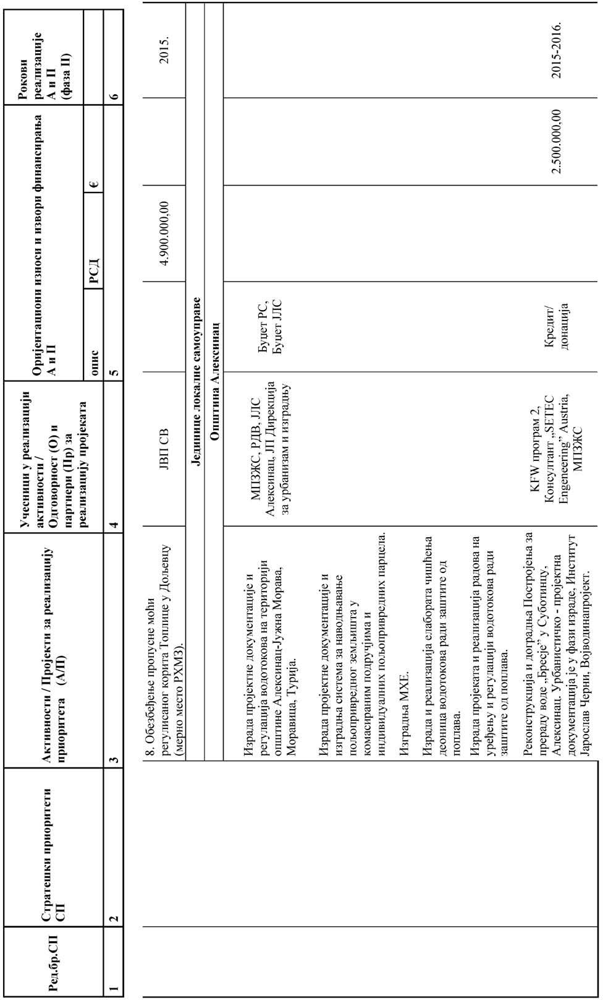 Ред.бр.СП
Стратешки приоритети
СП
Активности / Пројекти за реализацију
приоритета (А/П)
Учесници у реализацији
активности /
Одговорност (О) и
партнери (Пр) за
реализацију пројеката
Оријентациони износи и извори финансирања
А и П
Рокови
реализације
А и П
(фаза II)
опис
РСД
€
1
2
3
4
5
6
8. Обезбеђење пропусне моћи
регулисаног корита Топлице у Дољевцу
(мерно место РХМЗ).
ЈВП СВ
4.900.000,00
2015.
Јединице локалне самоуправе
Општина Алексинац
Израда пројектне документације и
регулација водотокова на територији
општине Алексинац-Јужна Морава,
Моравица, Турија.
МПЗЖС, РДВ, ЈЛС
Алексинац, ЈП Дирекција
за урбанизам и изградњу
Буџет РС,
Буџет ЈЛС
Израда пројектне документације и
изградња система за наводњавање
пољопривредног земљишта у
комасираним подручјима и
индивидуалних пољопривредних парцела.
Изградња МХЕ.
Израда и реализација елабората чишћења
деоница водотокова ради заштите од
поплава.
Израда пројеката и реализација радова на
уређењу и регулацији водотокова ради
заштите од поплава.
Реконструкција и доградња Постројења за
прераду воде „Бресје” у Суботинцу,
Алексинац. Урбанистичко - пројектна
документација је у фази израде, Институт
Јарослав Черни, Војводинапројект.
KFW програм 2,
Консултант „SETEC
Engeneering” Austria,
МПЗЖС
Кредит/
донација
2.500.000,00
2015-2016.